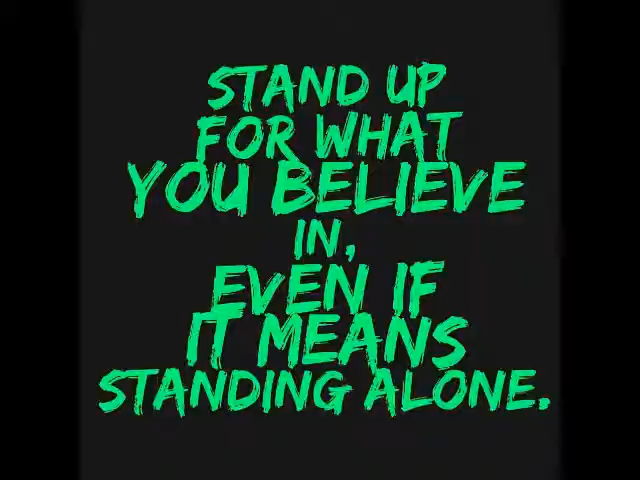 STAND UP
FOR WHAT
YOU BELIEVE
IN,
EVEN IF
IT MEANS
STANDING ALONE.